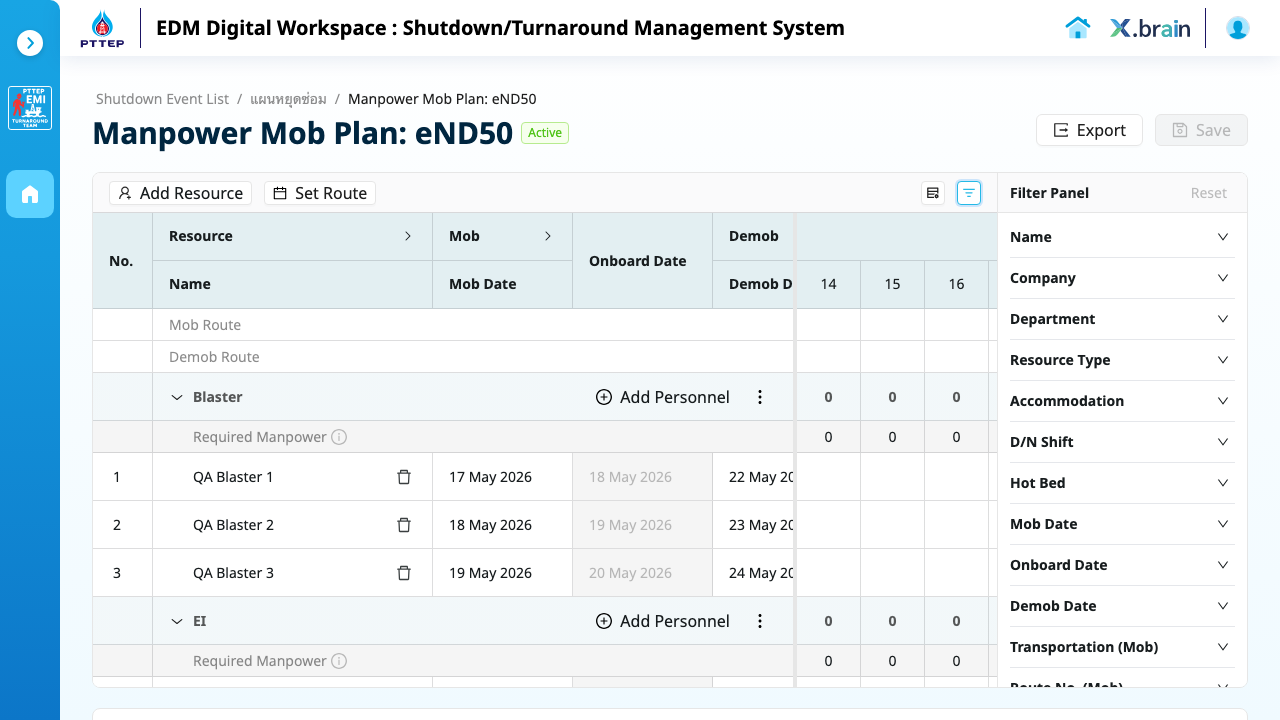 PTTEP
EDM Digital Workspace : Shutdown/Turnaround Management System
X.brain
PTTEP
EMI
TURNAROUND
TEAM
Shutdown Event List / แผนหยุดซ่อม / Manpower Mob Plan: eND50
Manpower Mob Plan: eND50 Active
Export Save
Add Resource Set Route
Filter Panel Reset
No. Resource Mob Onboard Date Demob
Name Mob Date Demob D 14 15 16
Mob Route
Demob Route
Blaster Add Personnel 0 0 0
Required Manpower 0 0 0
1 QA Blaster 1 17 May 2026 18 May 2026 22 May 20
2 QA Blaster 2 18 May 2026 19 May 2026 23 May 20
3 QA Blaster 3 19 May 2026 20 May 2026 24 May 20
EI Add Personnel 0 0 0
Required Manpower 0 0 0
Name
Company
Department
Resource Type
Accommodation
D/N Shift
Hot Bed
Mob Date
Onboard Date
Demob Date
Transportation (Mob)
Route No. (Mob)